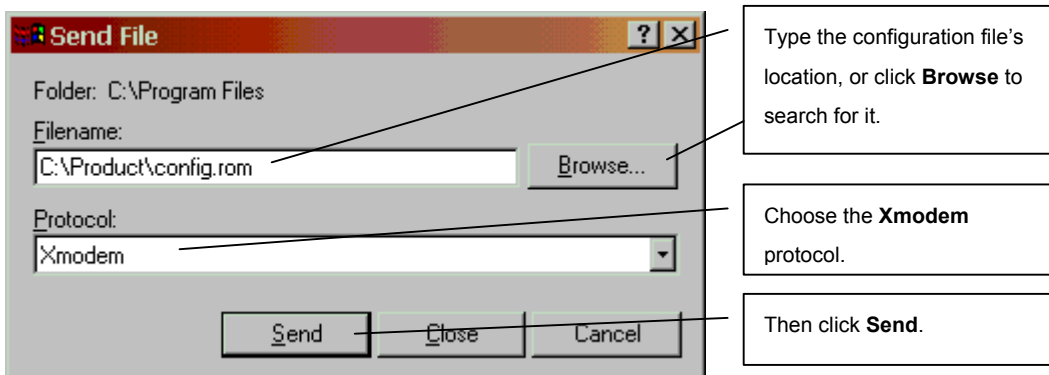 Send File
Folder: C:\Program Files
Filename:
C:\Product\config.rom
Browse...
Protocol:
Xmodem
Send
Close
Cancel
Type the configuration file’s
location, or click Browse to
search for it.
Choose the Xmodem
protocol.
Then click Send.